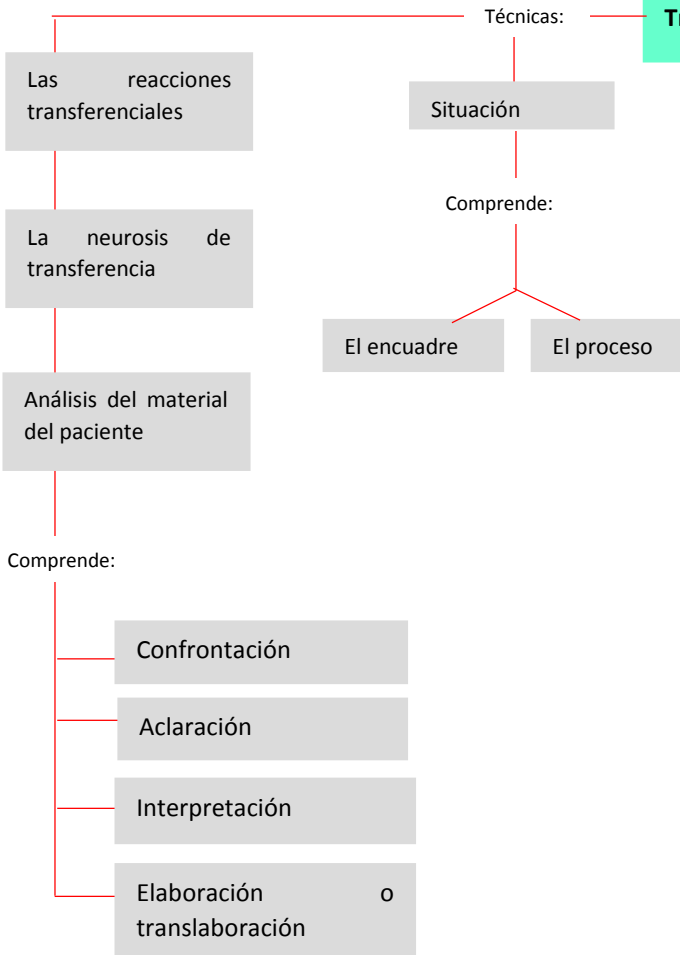 Técnicas:
Las reacciones
transferenciales
Situación
La neurosis de
transferencia
Comprende:
El encuadre
El proceso
Análisis del material
del paciente
Comprende:
Confrontación
Aclaración
Interpretación
Elaboración o
translaboración